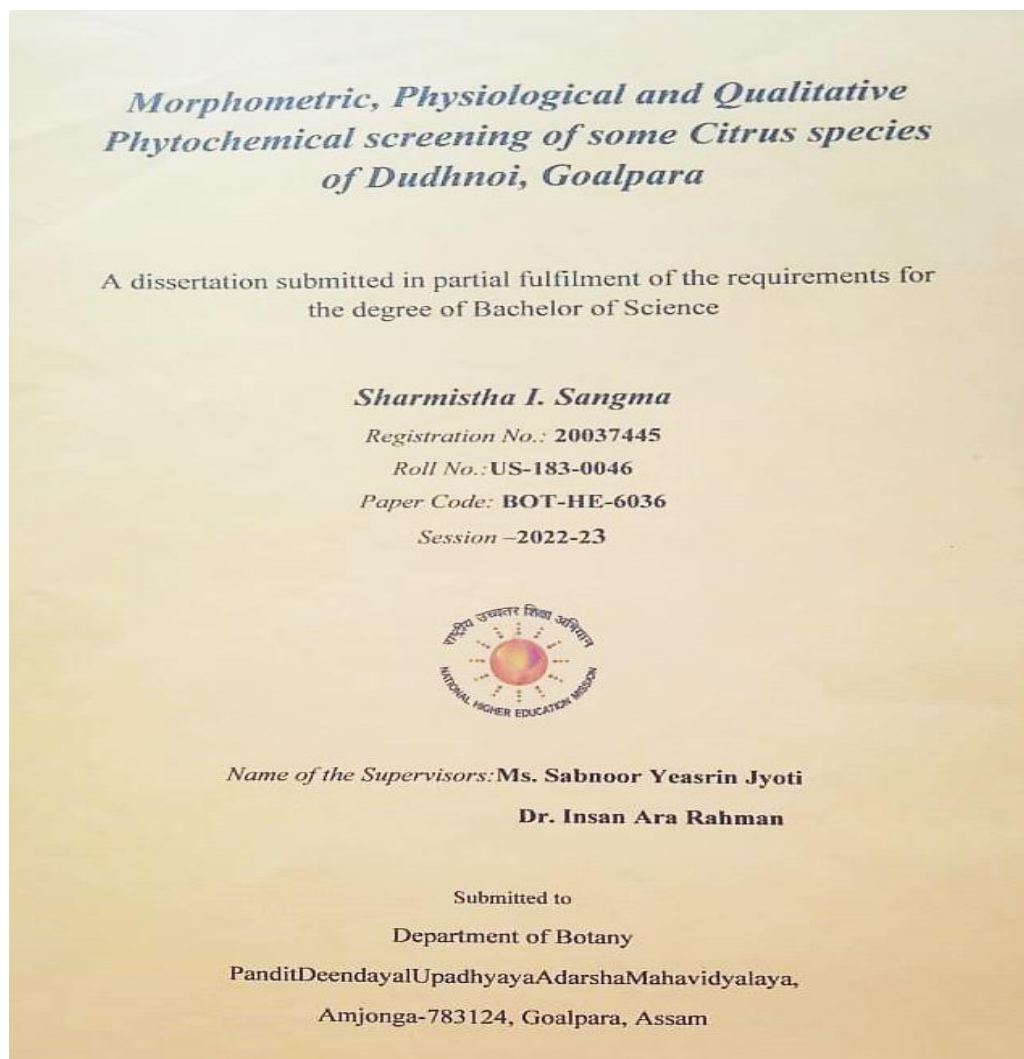 Morphometric, Physiological and Qualitative
Phytochemical screening of some Citrus species
of Dudhnoi, Goalpara
A dissertation submitted in partial fulfilment of the requirements for
the degree of Bachelor of Science
Sharmistha I. Sangma
Registration No.: 20037445
Roll No.:US-183-0046
Paper Code: BOT-HE-6036
Session –2022-23
राष्ट्रीय उच्चतर शिक्षा अभियान
NATIONAL HIGHER EDUCATION MISSION
Name of the Supervisors:Ms. Sabnoor Yeasrin Jyoti
Dr. Insan Ara Rahman
Submitted to
Department of Botany
PanditDeendayalUpadhyayaAdarshaMahavidyalaya,
Amjonga-783124, Goalpara, Assam